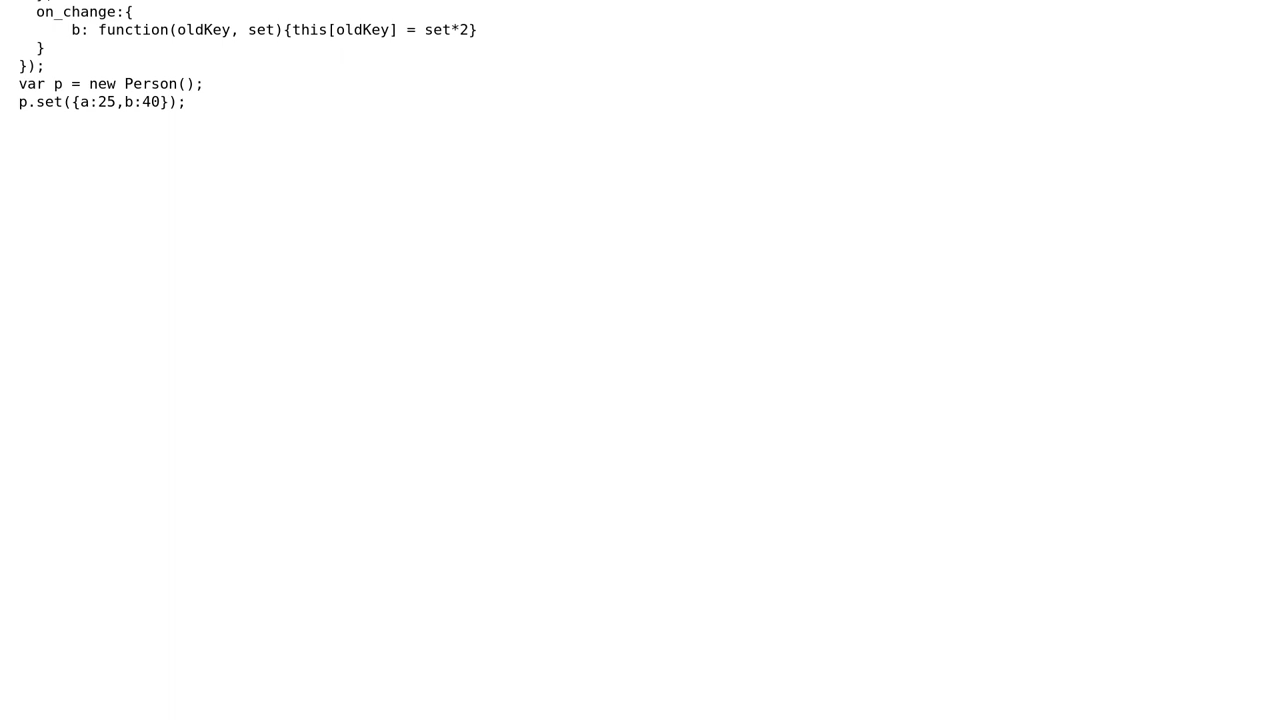 on_change:{
b: function(oldKey, set){this[oldKey] = set*2}
}
});
var p = new Person();
p.set({a:25,b:40});